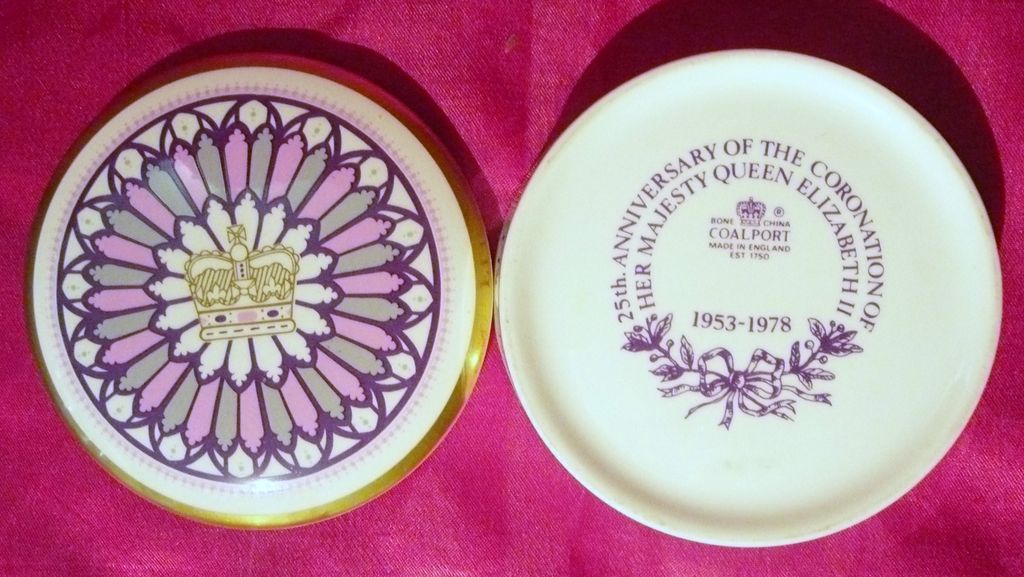 25th. ANNIVERSARY OF THE CORONATION OF
HER MAJESTY QUEEN ELIZABETH II
BONE CHINA ®
COALPORT
MADE IN ENGLAND
EST 1750
1953-1978